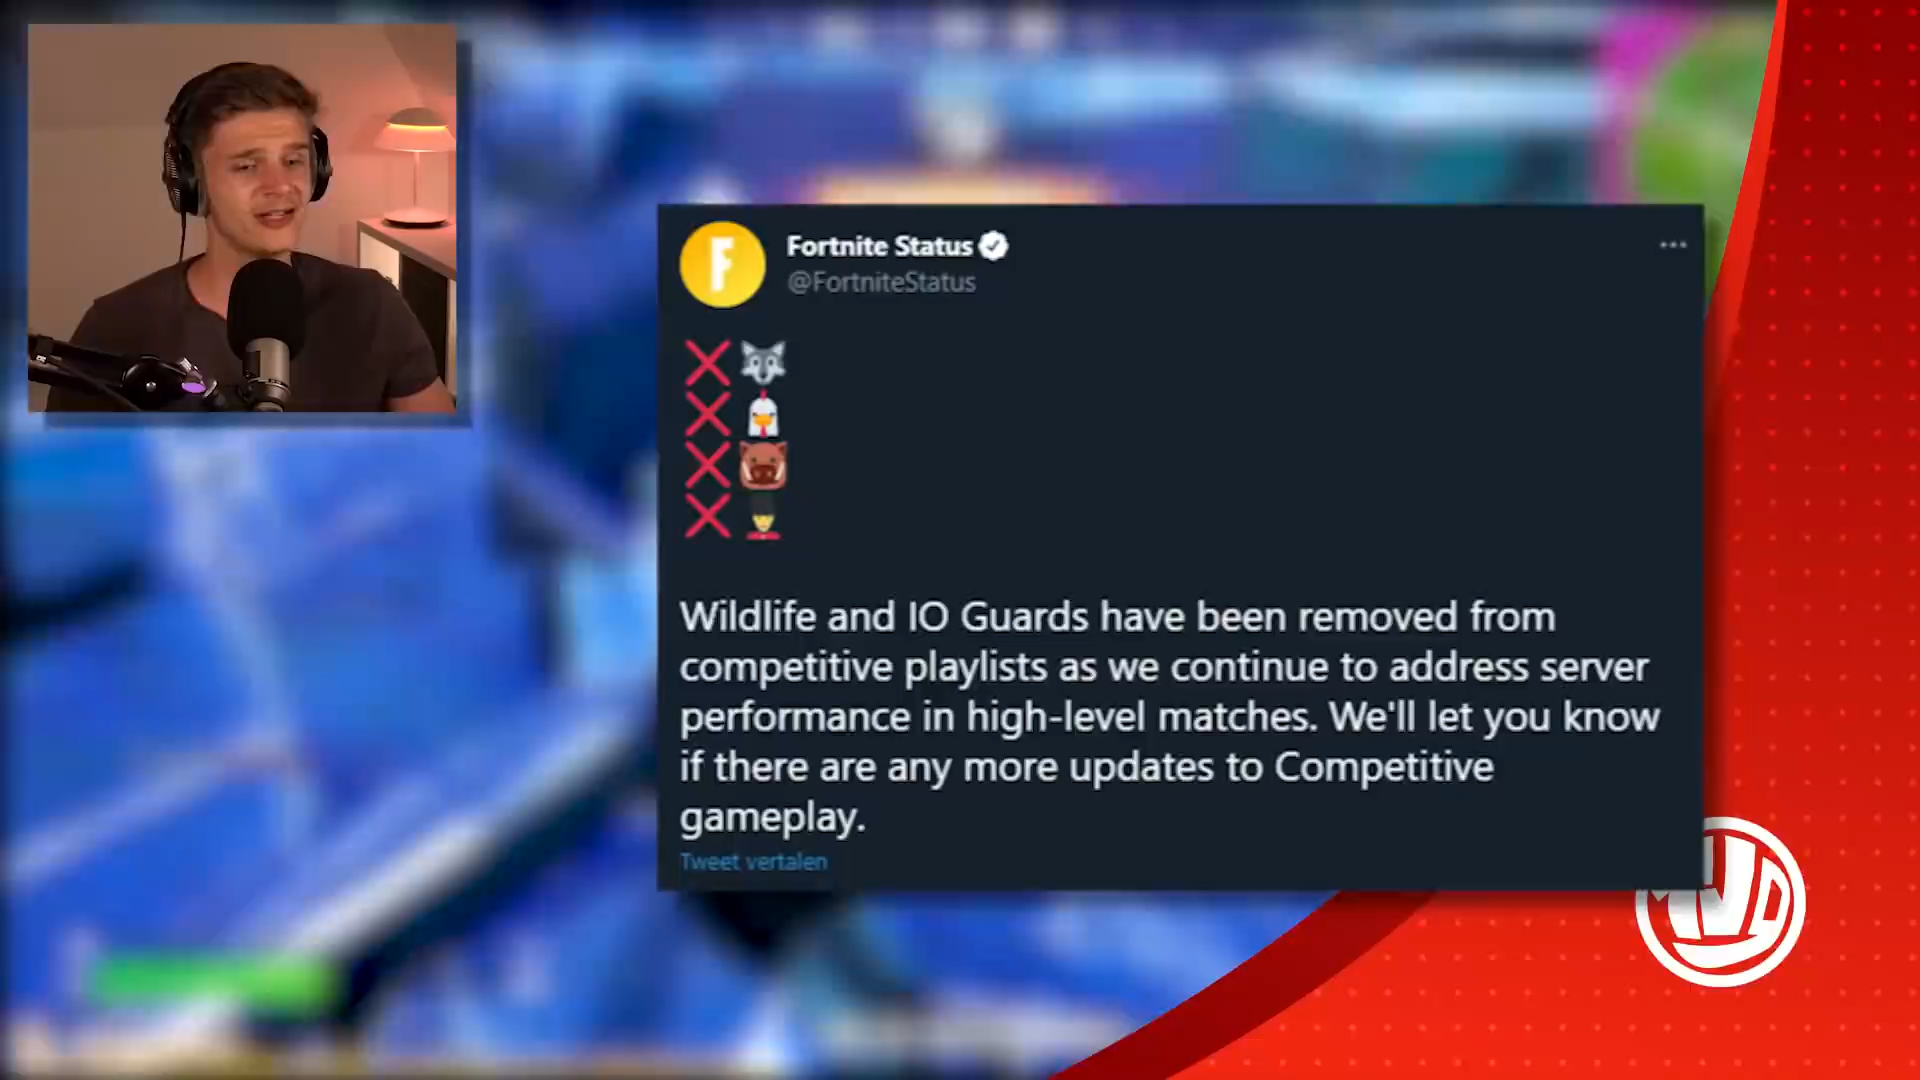 Fortnite Status
@FortniteStatus
Wildlife and IO Guards have been removed from
competitive playlists as we continue to address server
performance in high-level matches. We'll let you know
if there are any more updates to Competitive
gameplay.
Tweet vertalen